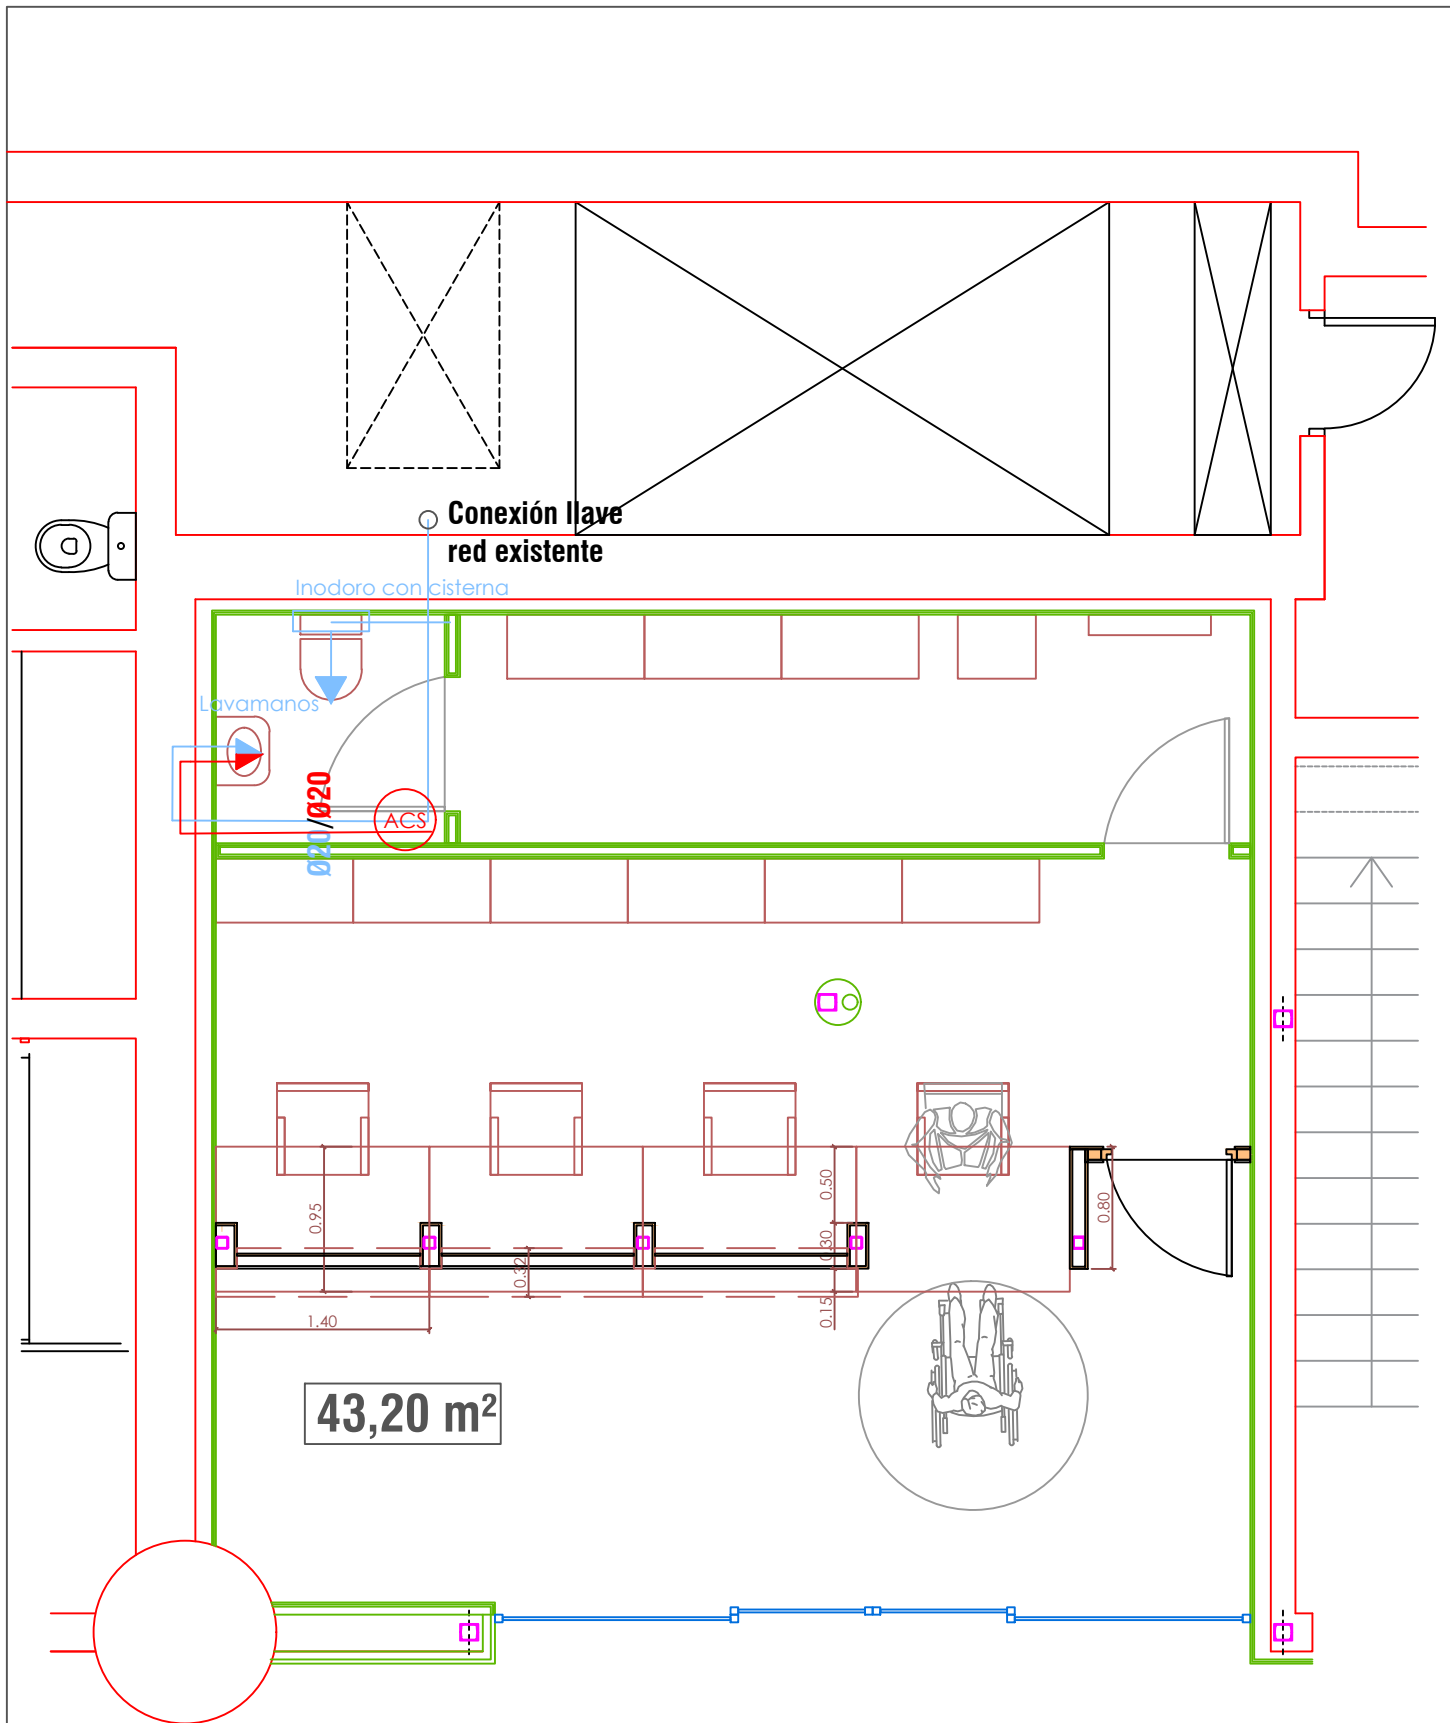 Conexión llave
red existente
Inodoro con cisterna
Lavamanos
Ø20/Ø20
ACS
0.95
0.50
0.80
0.30
0.32
0.15
1.40
43,20 m²